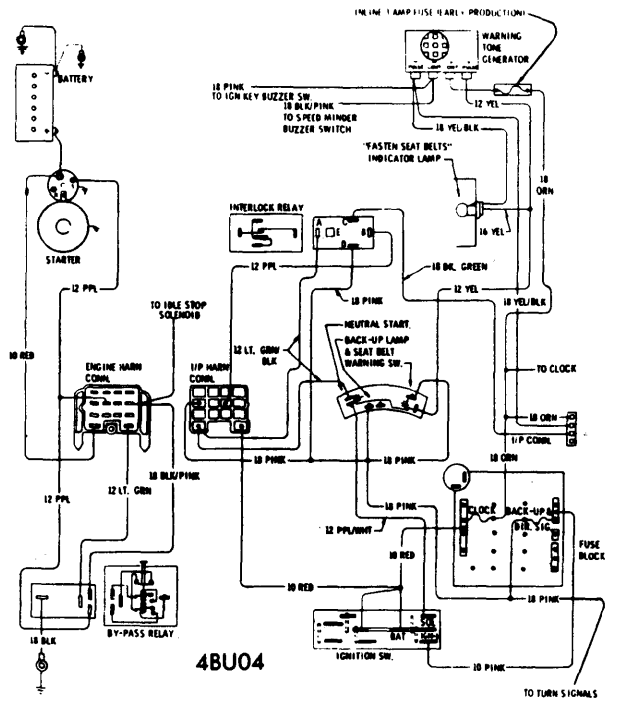 INLINE LAMP FUSE (EARLY PRODUCTION)
WARNING
TONE
GENERATOR
BATTERY
18 PINK
TO IGN KEY BUZZER SW.
18 BLK/PINK
TO SPEED MINDER
BUZZER SWITCH
12 YEL
18 YEL/BLK
"FASTEN SEAT BELTS"
INDICATOR LAMP
18
ORN
16 YEL
INTERLOCK RELAY
A
C
E
B
D
STARTER
12 PPL
18 DK. GREEN
12 PPL
12 YEL
18 PINK
18 YEL/BLK
TO IDLE STOP
SOLENOID
NEUTRAL START.
BACK-UP LAMP
& SEAT BELT
WARNING SW.
10 RED
12 LT. GRN/
BLK
ENGINE HARN
CONN.
I/P HARN
CONN.
TO CLOCK
18 ORN
I/P CONN.
18 PINK
18 PINK
18 ORN
18 BLK/PINK
12 LT. GRN
12 PPL
18 PINK
12 PPL/WHT
CLOCK
BACK-UP &
DIR. SIG.
FUSE
BLOCK
10 RED
10 RED
18 PINK
BY-PASS RELAY
18 BLK
BAT
SOL
IGNITION SW.
4BU04
10 PINK
TO TURN SIGNALS